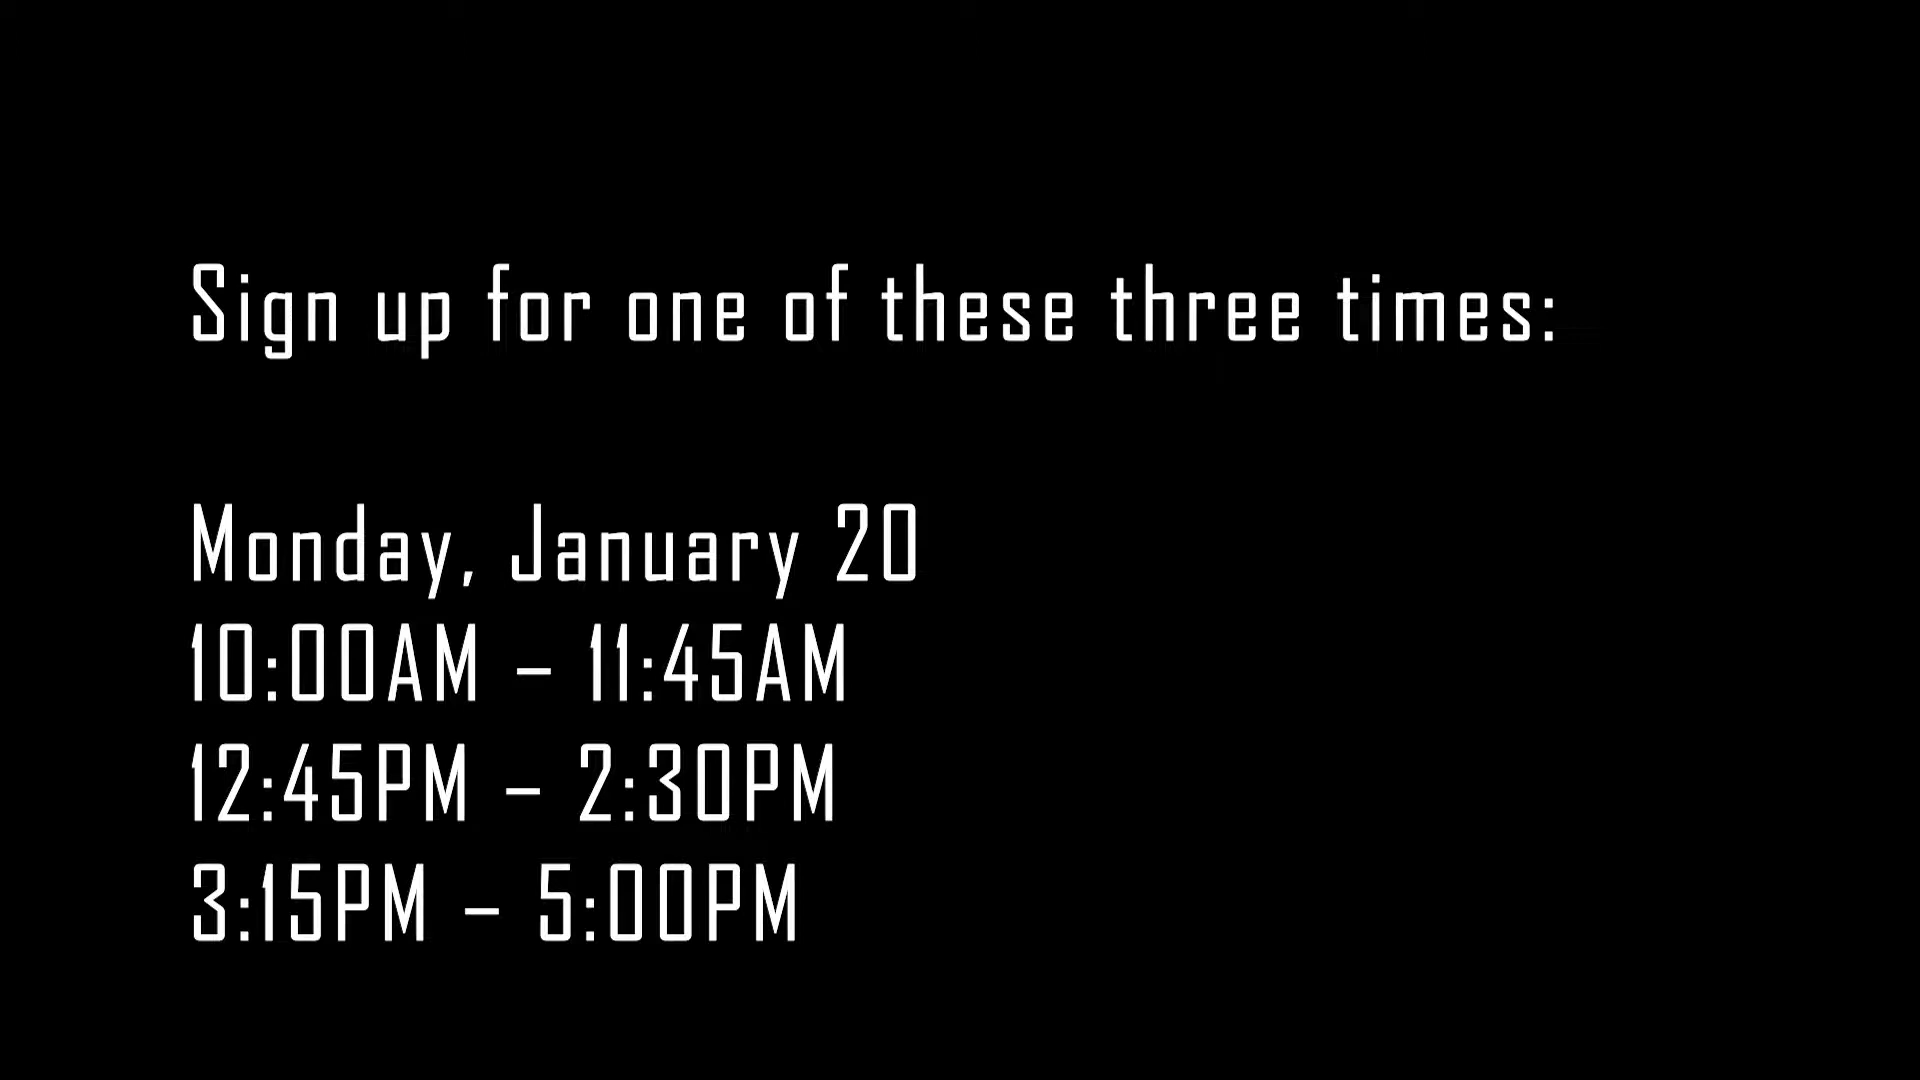 Sign up for one of these three times:
Monday, January 20
10:00AM – 11:45AM
12:45PM – 2:30PM
3:15PM – 5:00PM